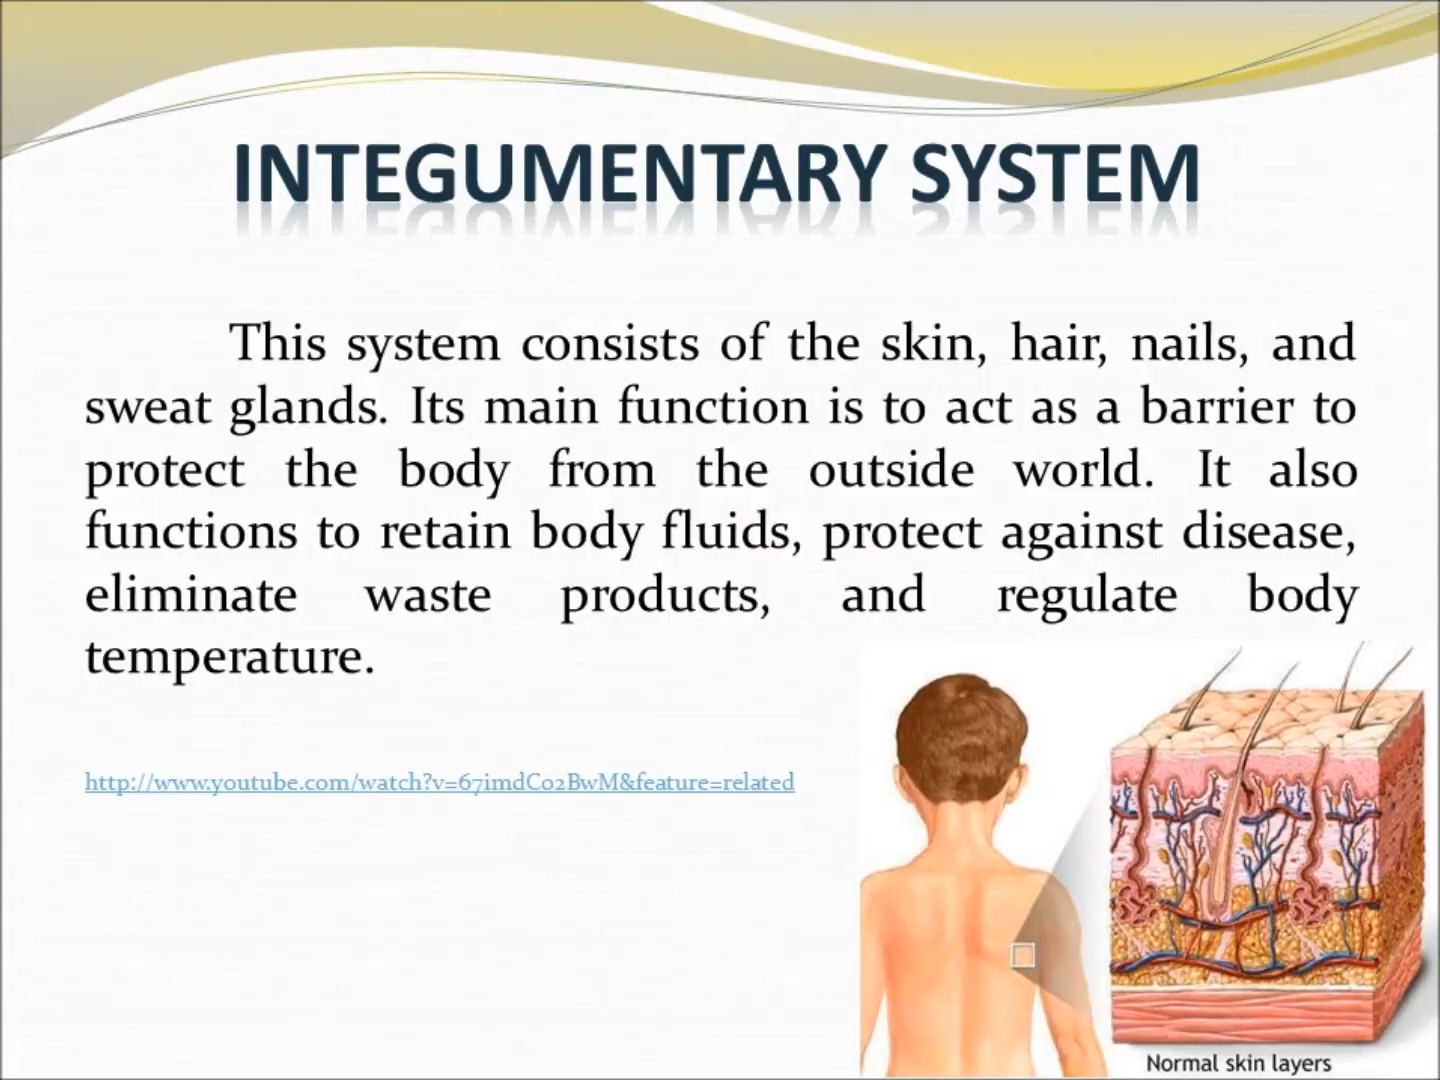 INTEGUMENTARY SYSTEM
This system consists of the skin, hair, nails, and
sweat glands. Its main function is to act as a barrier to
protect the body from the outside world. It also
functions to retain body fluids, protect against disease,
eliminate waste products, and regulate body
temperature.
http://www.youtube.com/watch?v=67imdCo2BwM&feature=related
Normal skin layers